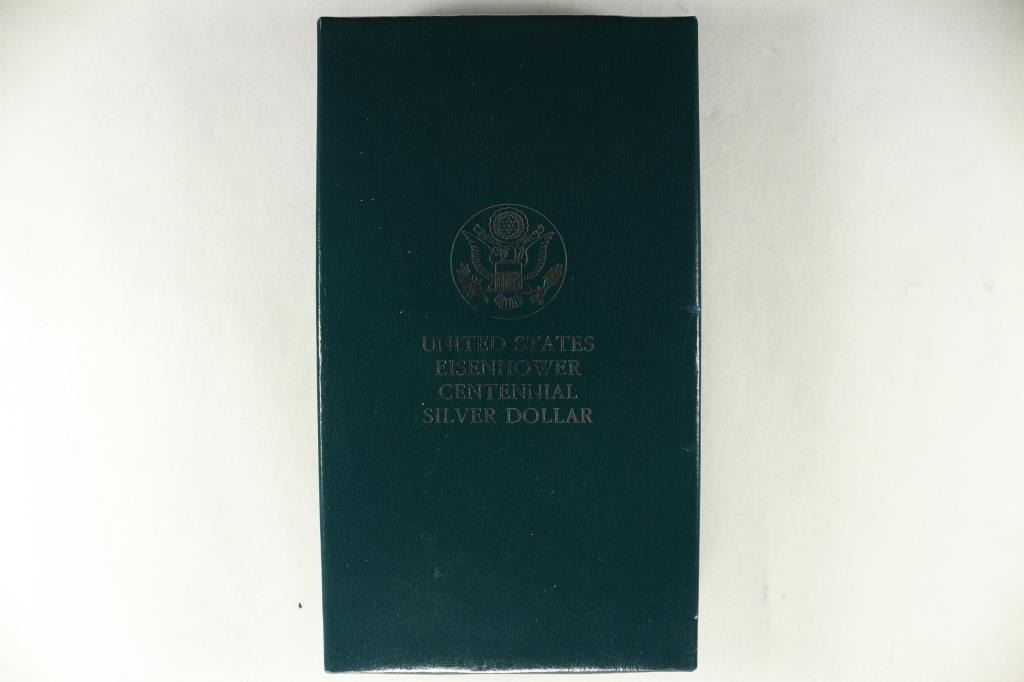 UNITED STATES
EISENHOWER
CENTENNIAL
SILVER DOLLAR